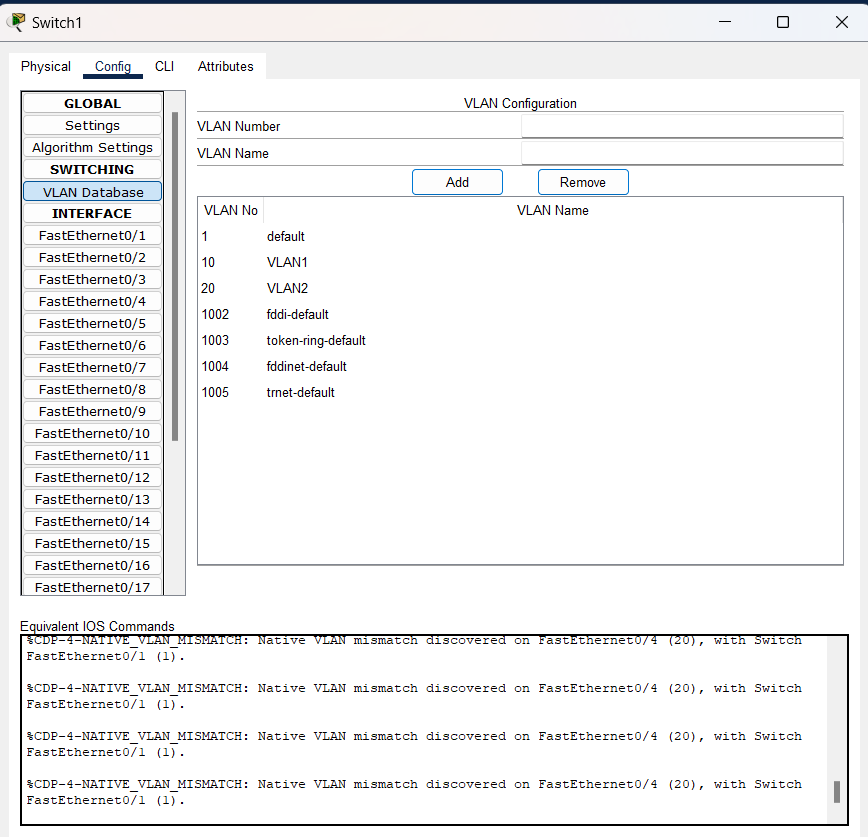 Switch1
Physical Config CLI Attributes
GLOBAL
Settings
Algorithm Settings
SWITCHING
VLAN Database
INTERFACE
FastEthernet0/1
FastEthernet0/2
FastEthernet0/3
FastEthernet0/4
FastEthernet0/5
FastEthernet0/6
FastEthernet0/7
FastEthernet0/8
FastEthernet0/9
FastEthernet0/10
FastEthernet0/11
FastEthernet0/12
FastEthernet0/13
FastEthernet0/14
FastEthernet0/15
FastEthernet0/16
FastEthernet0/17
VLAN Configuration
VLAN Number
VLAN Name
Add Remove
VLAN No VLAN Name
1 default
10 VLAN1
20 VLAN2
1002 fddi-default
1003 token-ring-default
1004 fddinet-default
1005 trnet-default
Equivalent IOS Commands
%CDP-4-NATIVE_VLAN_MISMATCH: Native VLAN mismatch discovered on FastEthernet0/4 (20), with Switch
FastEthernet0/1 (1).
%CDP-4-NATIVE_VLAN_MISMATCH: Native VLAN mismatch discovered on FastEthernet0/4 (20), with Switch
FastEthernet0/1 (1).
%CDP-4-NATIVE_VLAN_MISMATCH: Native VLAN mismatch discovered on FastEthernet0/4 (20), with Switch
FastEthernet0/1 (1).
%CDP-4-NATIVE_VLAN_MISMATCH: Native VLAN mismatch discovered on FastEthernet0/4 (20), with Switch
FastEthernet0/1 (1).